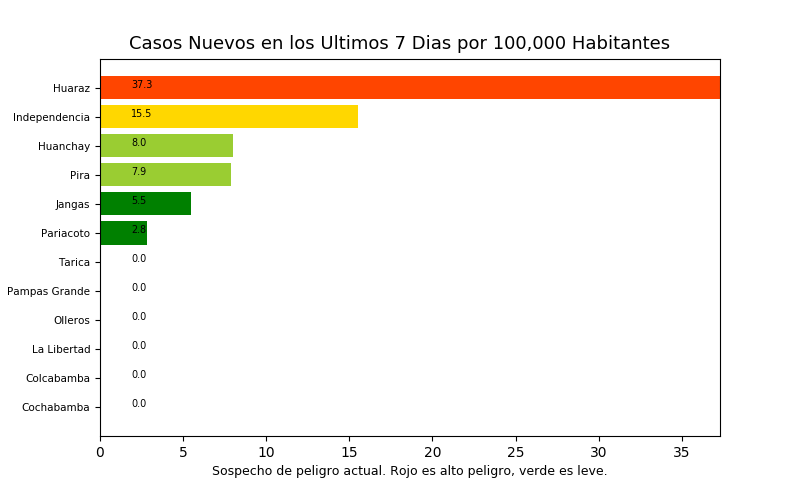 Casos Nuevos en los Ultimos 7 Dias por 100,000 Habitantes
Huaraz 37.3
Independencia 15.5
Huanchay 8.0
Pira 7.9
Jangas 5.5
Pariacoto 2.8
Tarica 0.0
Pampas Grande 0.0
Olleros 0.0
La Libertad 0.0
Colcabamba 0.0
Cochabamba 0.0
0 5 10 15 20 25 30 35
Sospecho de peligro actual. Rojo es alto peligro, verde es leve.